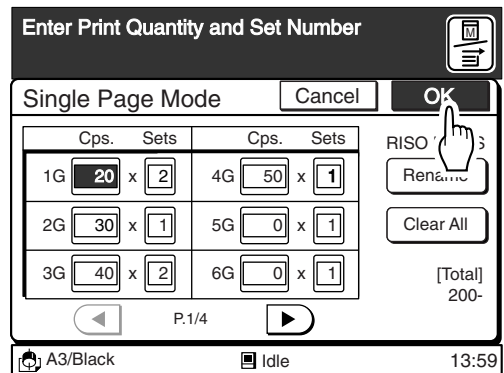 Enter Print Quantity and Set Number
M
Single Page Mode Cancel OK
Cps. Sets Cps. Sets
RISO
1G 20 x 2 4G 50 x 1
Rename
2G 30 x 1 5G 0 x 1
Clear All
3G 40 x 2 6G 0 x 1
[Total]
200-
P.1/4
A3/Black Idle 13:59